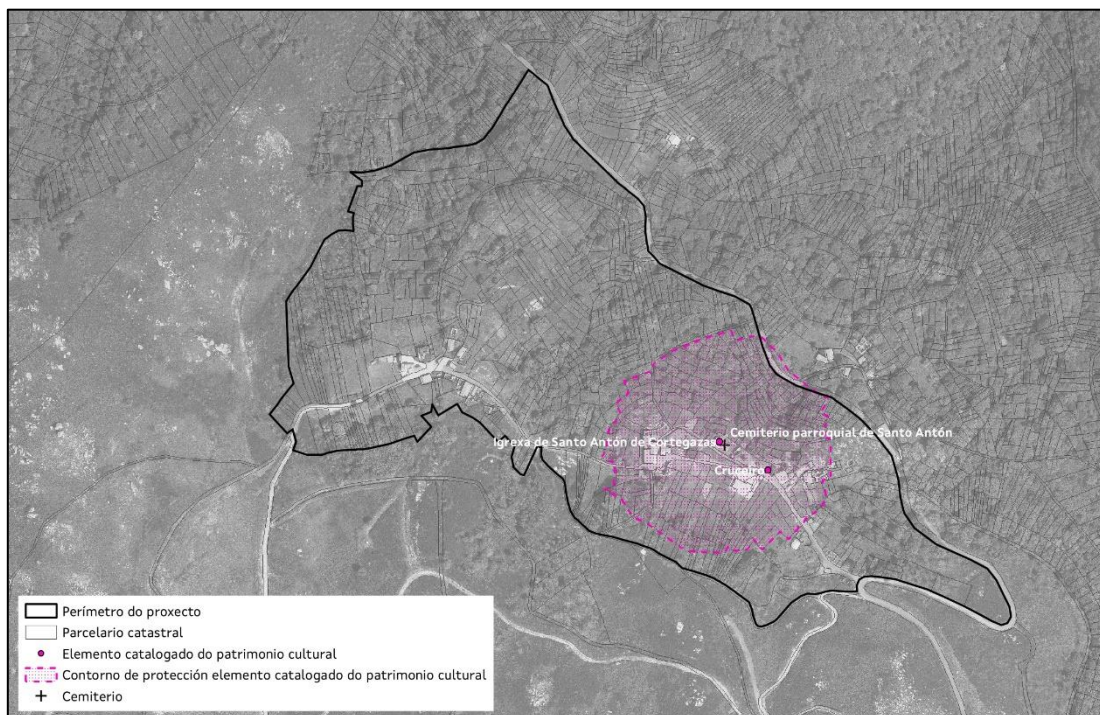 Cemiterio parroquial de Santo Antón
Igrexa de Santo Antón de Cortegazas
Cruceiro
Perímetro do proxecto
Parcelario catastral
Elemento catalogado do patrimonio cultural
Contorno de protección elemento catalogado do patrimonio cultural
Cemiterio